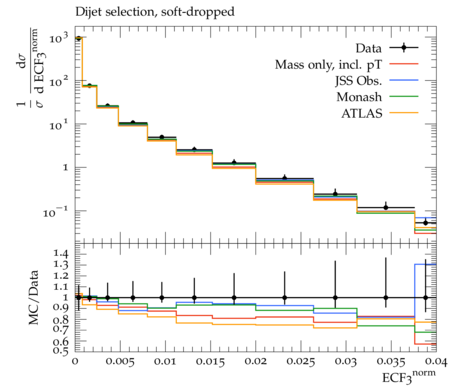 Dijet selection, soft-dropped
1/σ dσ/d ECF3^norm
10^3
10^2
10^1
1
10^−1
Data
Mass only, incl. pT
JSS Obs.
Monash
ATLAS
MC/Data
1.4
1.3
1.2
1.1
1
0.9
0.8
0.7
0.6
0.5
0 0.005 0.01 0.015 0.02 0.025 0.03 0.035 0.04
ECF3^norm